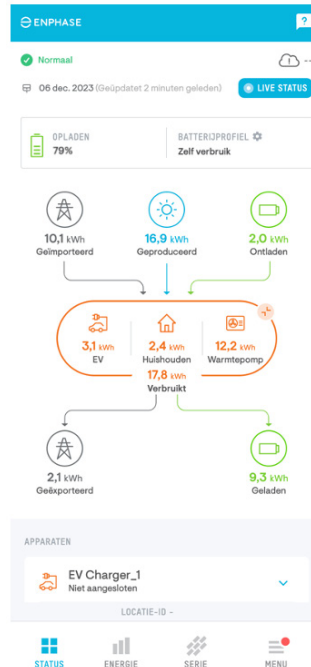 ENPHASE
?
Normaal
--
06 dec. 2023 (Geüpdatet 2 minuten geleden)
LIVE STATUS
OPLADEN
79%
BATTERIJPROFIEL
Zelf verbruik
10,1 kWh
Geïmporteerd
16,9 kWh
Geproduceerd
2,0 kWh
Ontladen
3,1 kWh
EV
2,4 kWh
Huishouden
12,2 kWh
Warmtepomp
17,8 kWh
Verbruikt
2,1 kWh
Geëxporteerd
9,3 kWh
Geladen
APPARATEN
EV Charger_1
Niet aangesloten
LOCATIE-ID -
STATUS
ENERGIE
SERIE
MENU